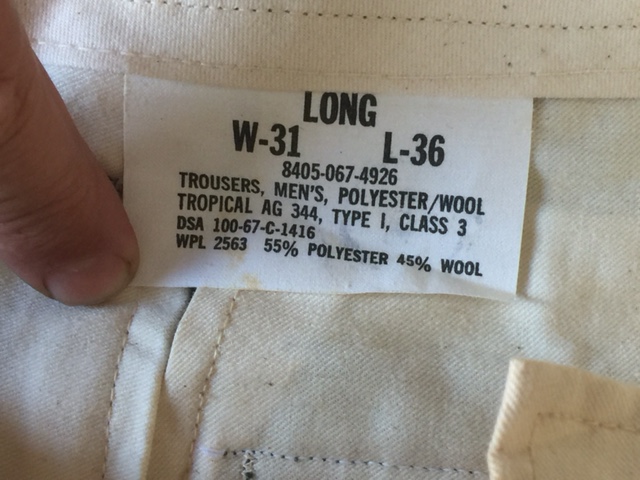 LONG
W-31 L-36
8405-067-4926
TROUSERS, MEN'S, POLYESTER/WOOL
TROPICAL AG 344, TYPE I, CLASS 3
DSA 100-67-C-1416
WPL 2563 55% POLYESTER 45% WOOL